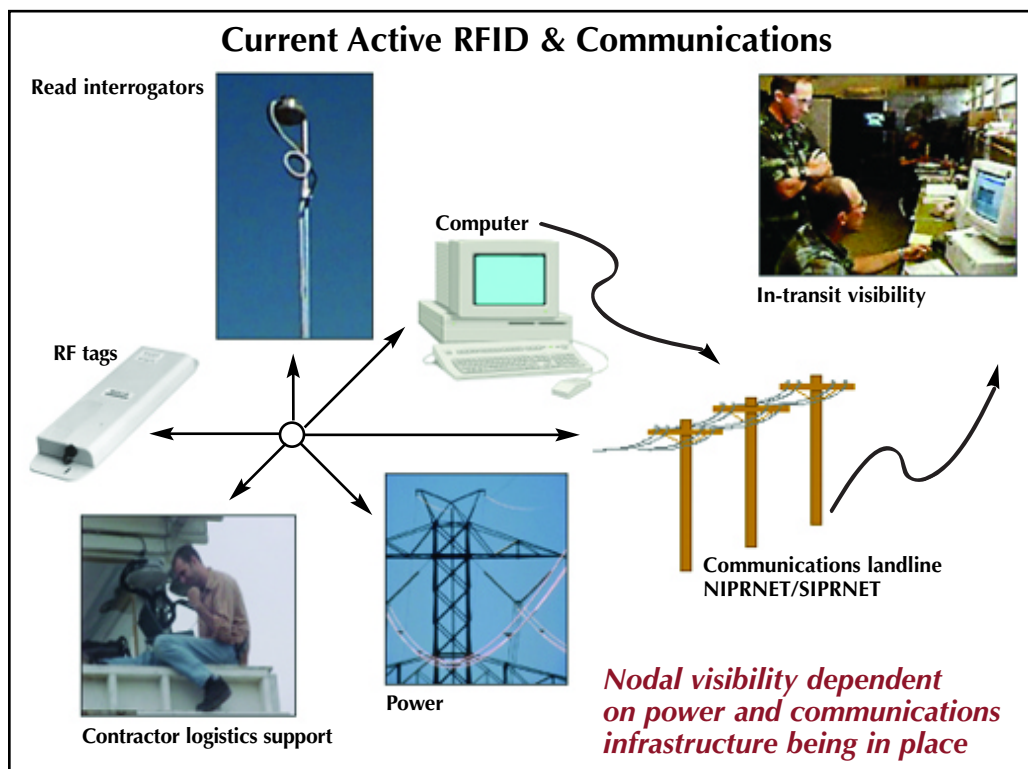 Current Active RFID & Communications
Read interrogators
Computer
In-transit visibility
RF tags
Communications landline
NIPRNET/SIPRNET
Power
Contractor logistics support
Nodal visibility dependent
on power and communications
infrastructure being in place